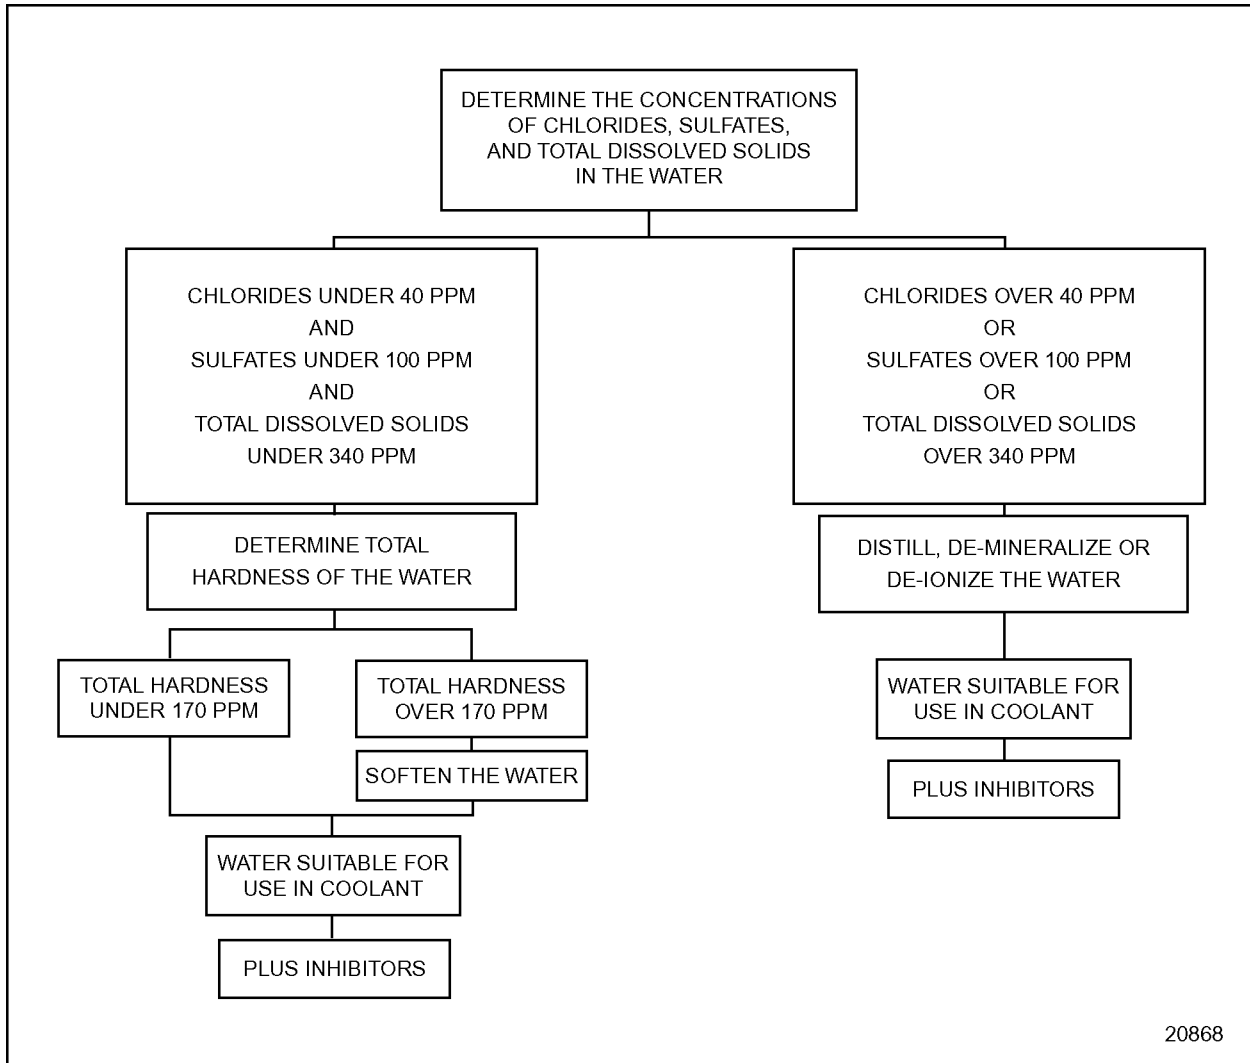 DETERMINE THE CONCENTRATIONS
OF CHLORIDES, SULFATES,
AND TOTAL DISSOLVED SOLIDS
IN THE WATER
CHLORIDES UNDER 40 PPM
AND
SULFATES UNDER 100 PPM
AND
TOTAL DISSOLVED SOLIDS
UNDER 340 PPM
CHLORIDES OVER 40 PPM
OR
SULFATES OVER 100 PPM
OR
TOTAL DISSOLVED SOLIDS
OVER 340 PPM
DETERMINE TOTAL
HARDNESS OF THE WATER
DISTILL, DE-MINERALIZE OR
DE-IONIZE THE WATER
TOTAL HARDNESS
UNDER 170 PPM
TOTAL HARDNESS
OVER 170 PPM
SOFTEN THE WATER
WATER SUITABLE FOR
USE IN COOLANT
PLUS INHIBITORS
WATER SUITABLE FOR
USE IN COOLANT
PLUS INHIBITORS
20868